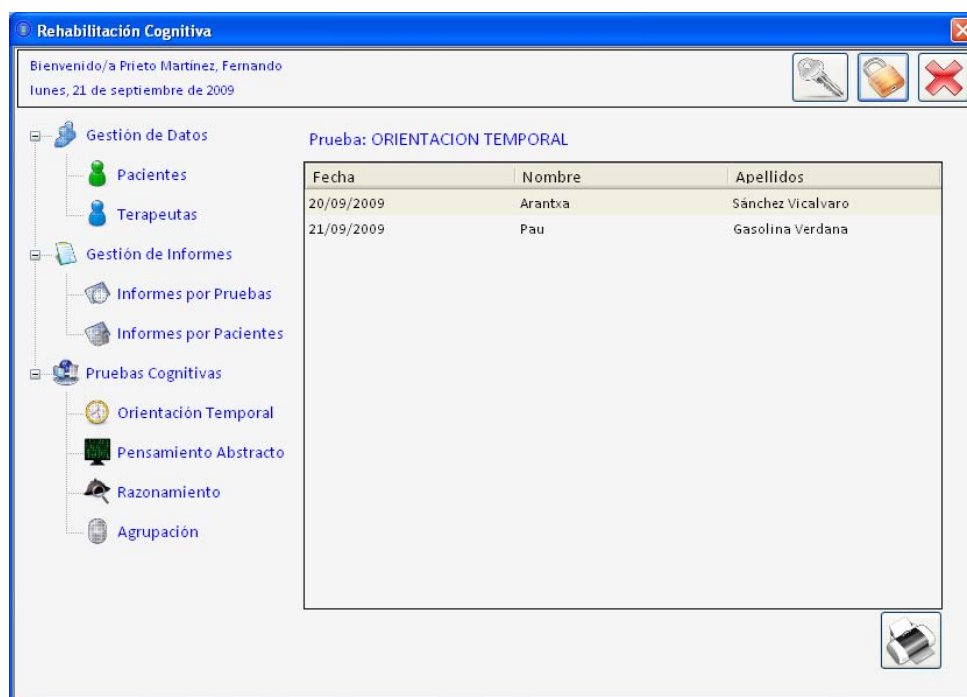 Rehabilitación Cognitiva
Bienvenido/a Prieto Martínez, Fernando
lunes, 21 de septiembre de 2009
Gestión de Datos
Pacientes
Terapeutas
Gestión de Informes
Informes por Pruebas
Informes por Pacientes
Pruebas Cognitivas
Orientación Temporal
Pensamiento Abstracto
Razonamiento
Agrupación
Prueba: ORIENTACION TEMPORAL
Fecha Nombre Apellidos
20/09/2009 Arantxa Sánchez Vicalvaro
21/09/2009 Pau Gasolina Verdana